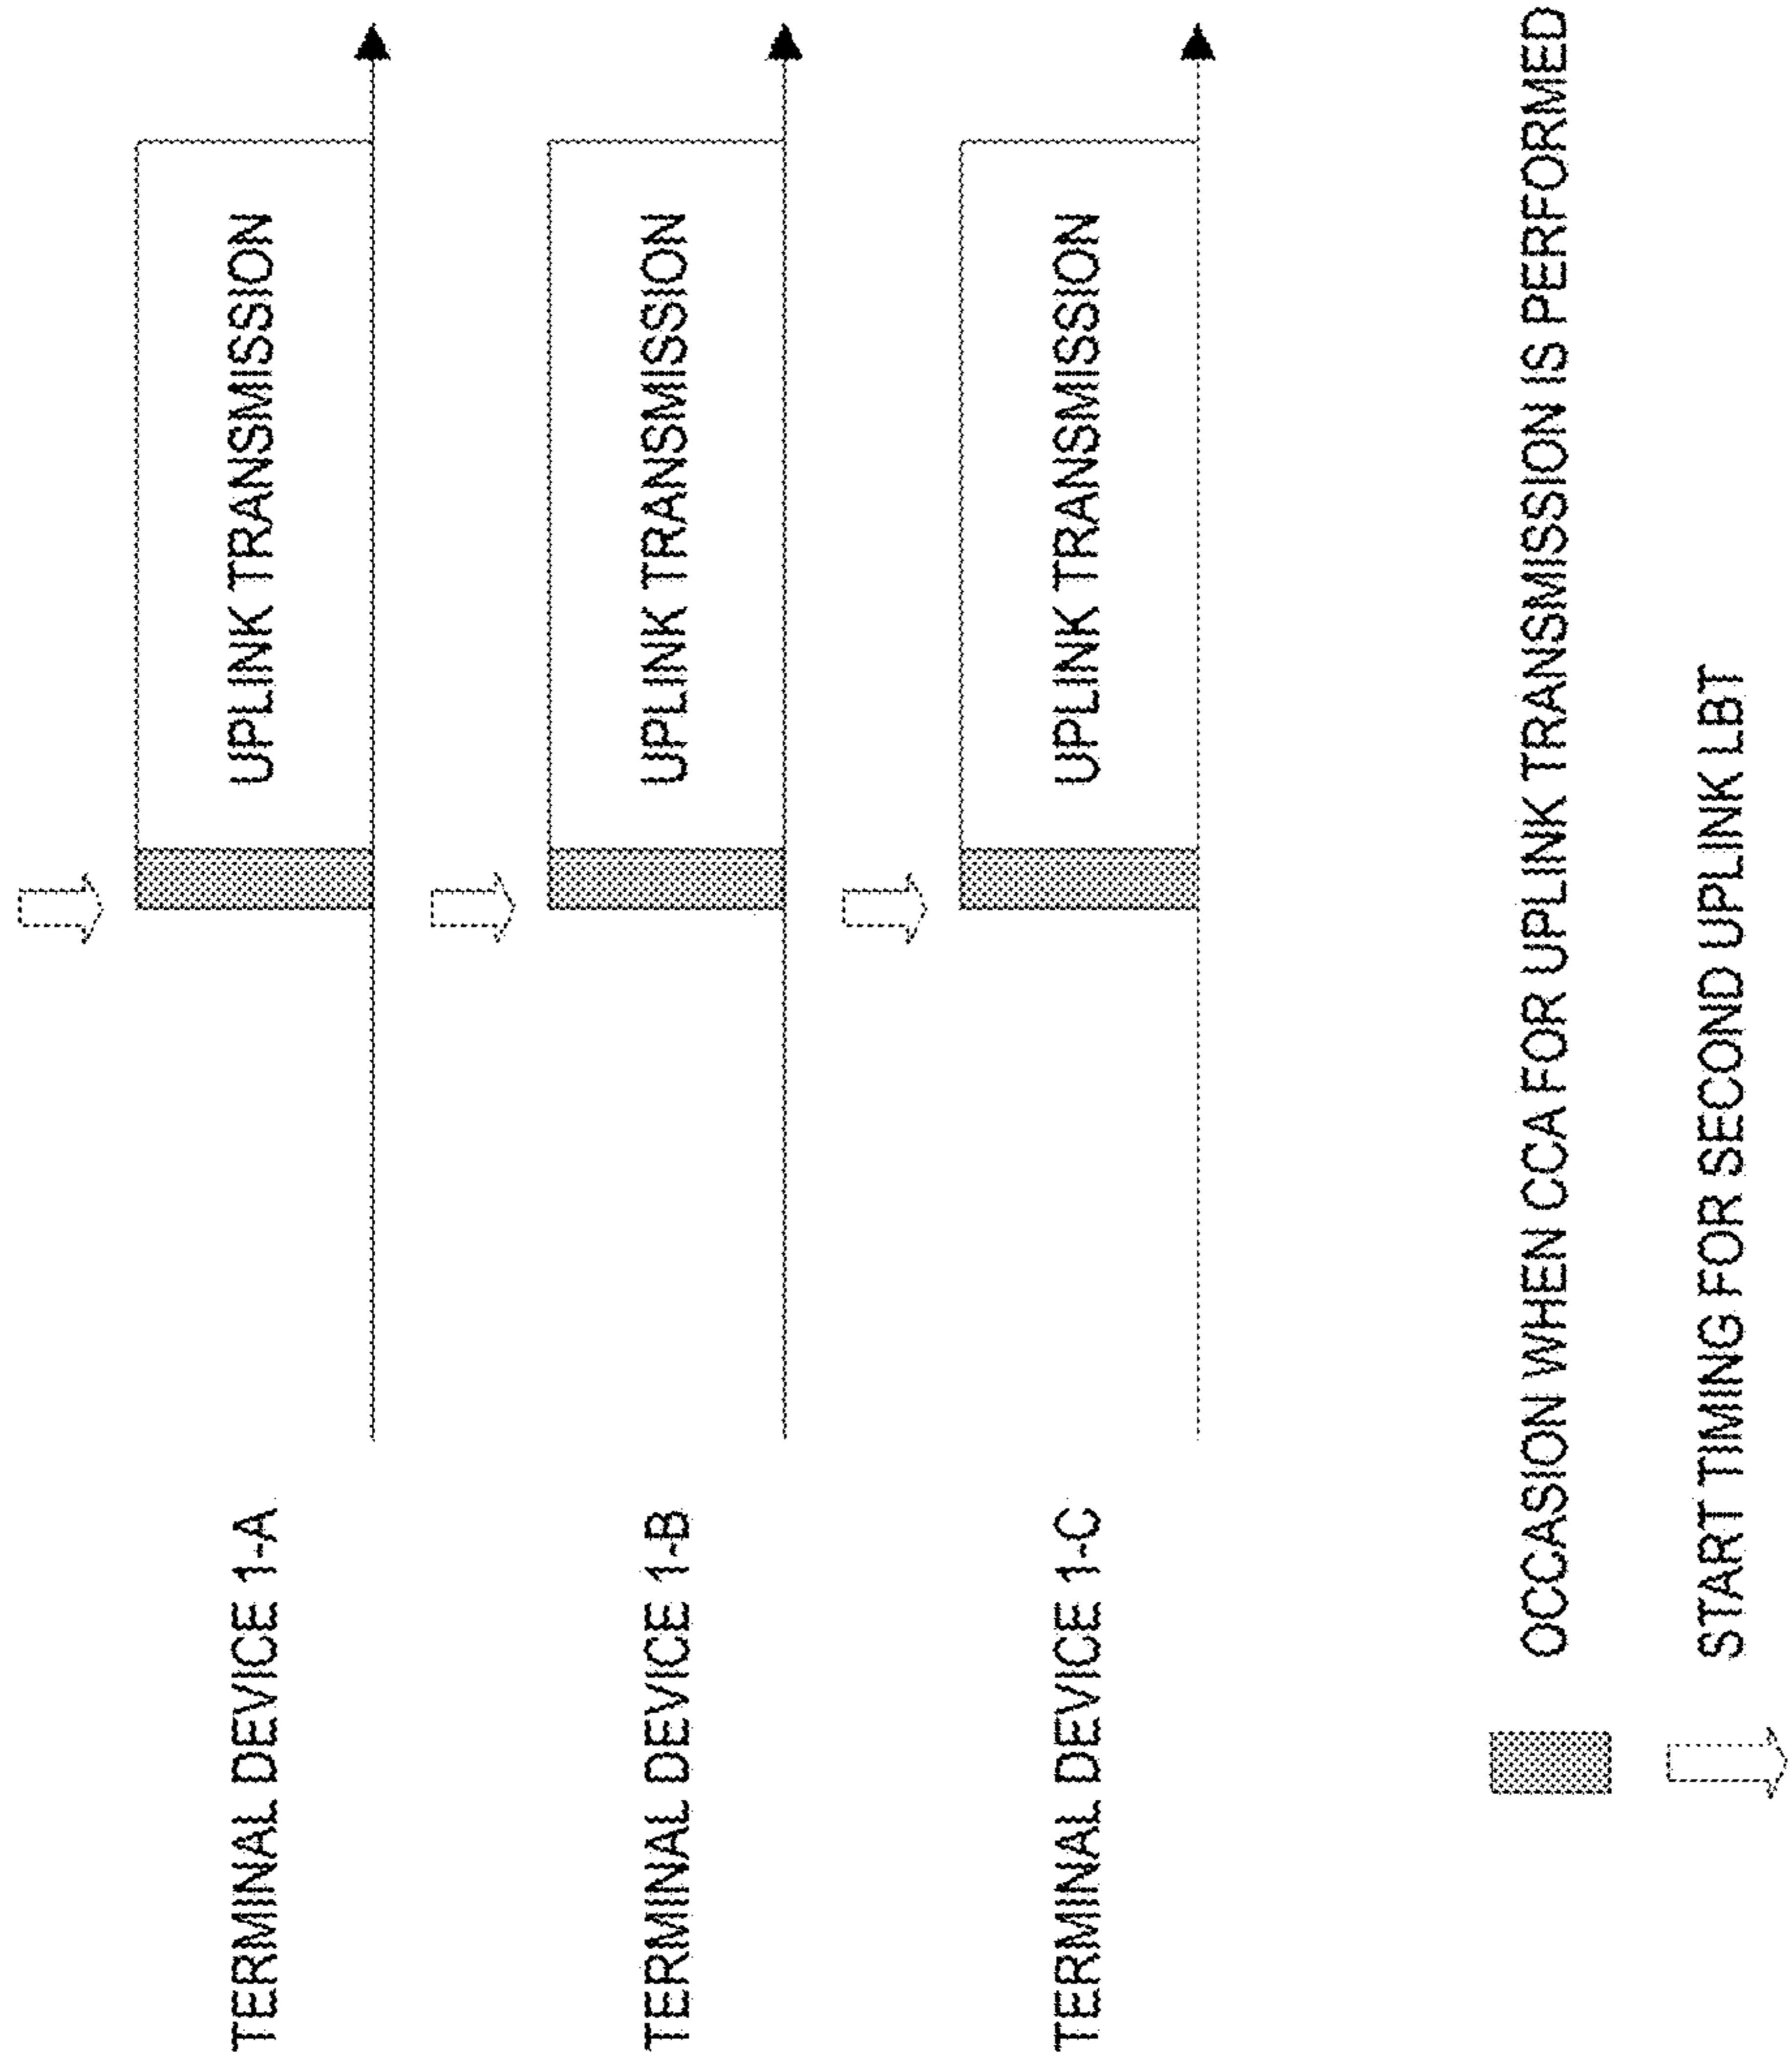 TERMINAL DEVICE 1-A
UPLINK TRANSMISSION
TERMINAL DEVICE 1-B
UPLINK TRANSMISSION
TERMINAL DEVICE 1-C
UPLINK TRANSMISSION
OCCASION WHEN CCA FOR UPLINK TRANSMISSION IS PERFORMED
START TIMING FOR SECOND UPLINK LBT